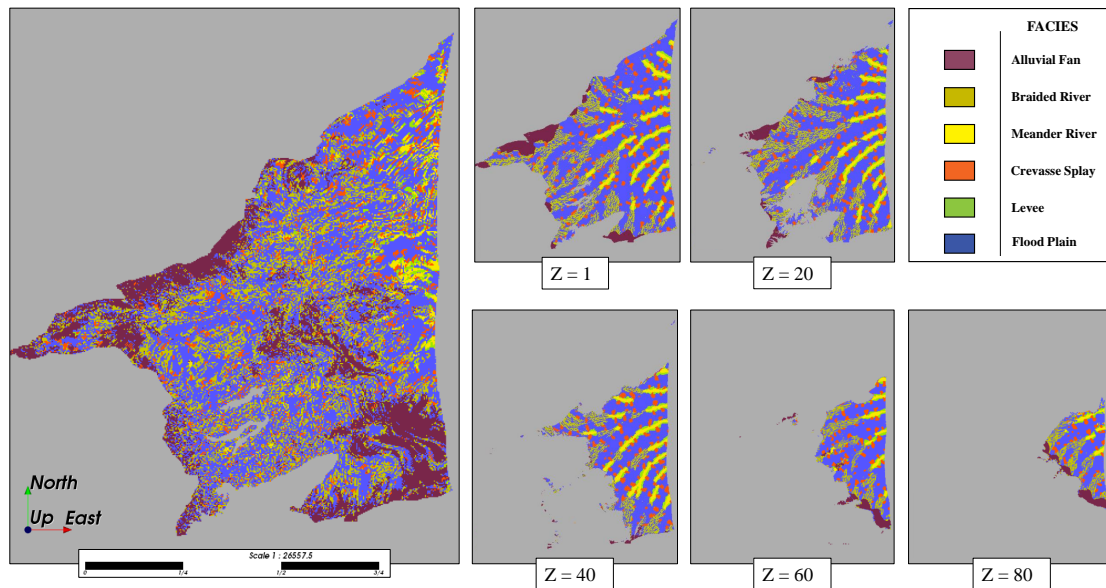 North
Up East
Scale 1 : 26557.5
0 1/4 1/2 3/4
Z = 1
Z = 20
FACIES
Alluvial Fan
Braided River
Meander River
Crevasse Splay
Levee
Flood Plain
Z = 40
Z = 60
Z = 80